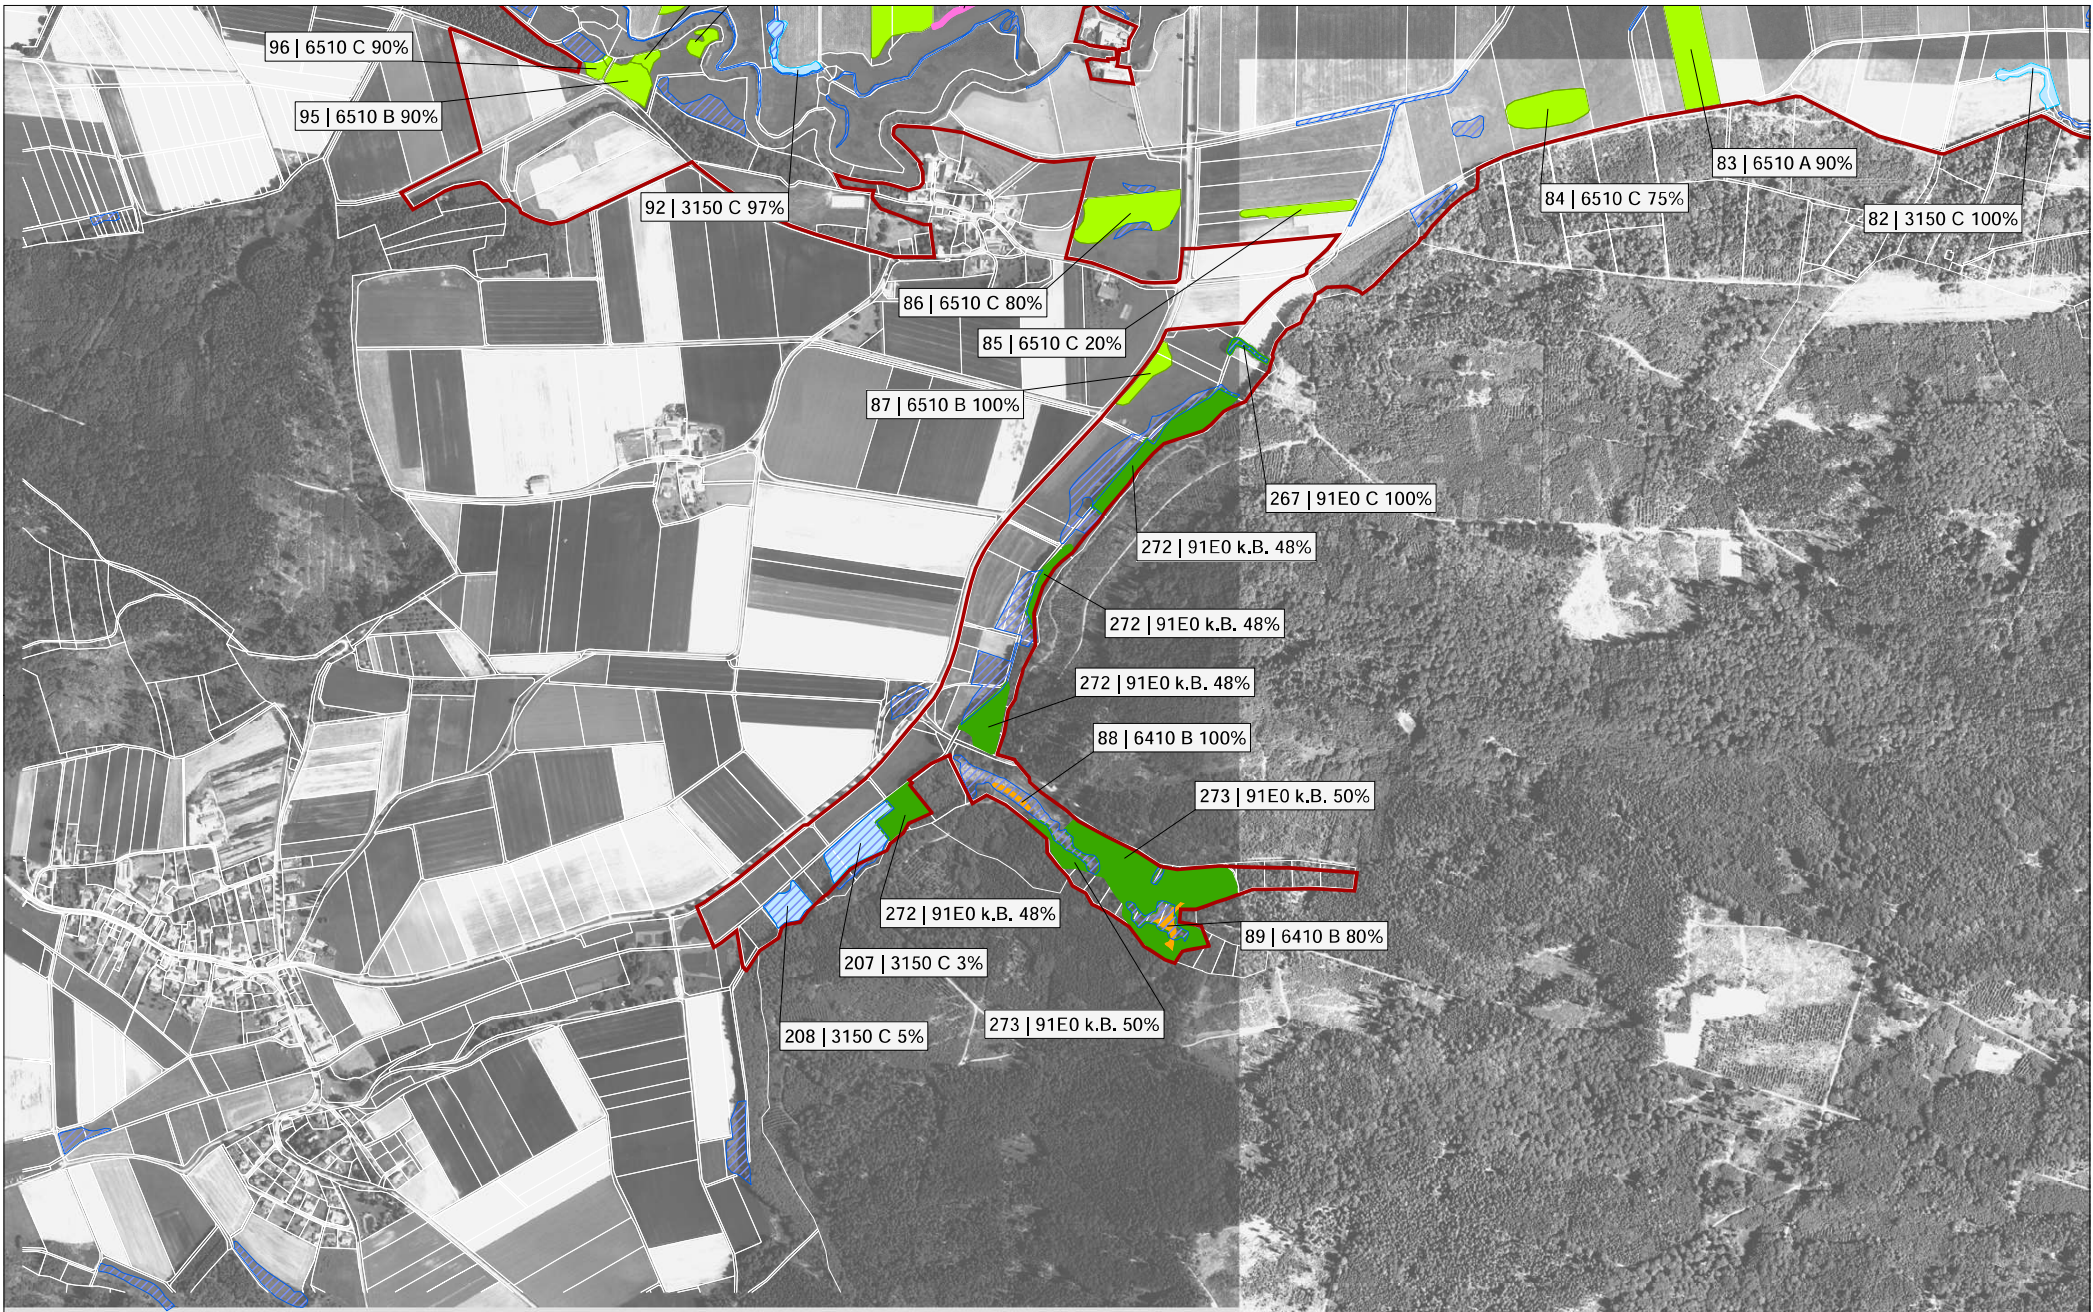 96 | 6510 C 90%
95 | 6510 B 90%
92 | 3150 C 97%
83 | 6510 A 90%
84 | 6510 C 75%
82 | 3150 C 100%
86 | 6510 C 80%
85 | 6510 C 20%
87 | 6510 B 100%
267 | 91E0 C 100%
272 | 91E0 k.B. 48%
272 | 91E0 k.B. 48%
272 | 91E0 k.B. 48%
88 | 6410 B 100%
273 | 91E0 k.B. 50%
272 | 91E0 k.B. 48%
89 | 6410 B 80%
207 | 3150 C 3%
273 | 91E0 k.B. 50%
208 | 3150 C 5%